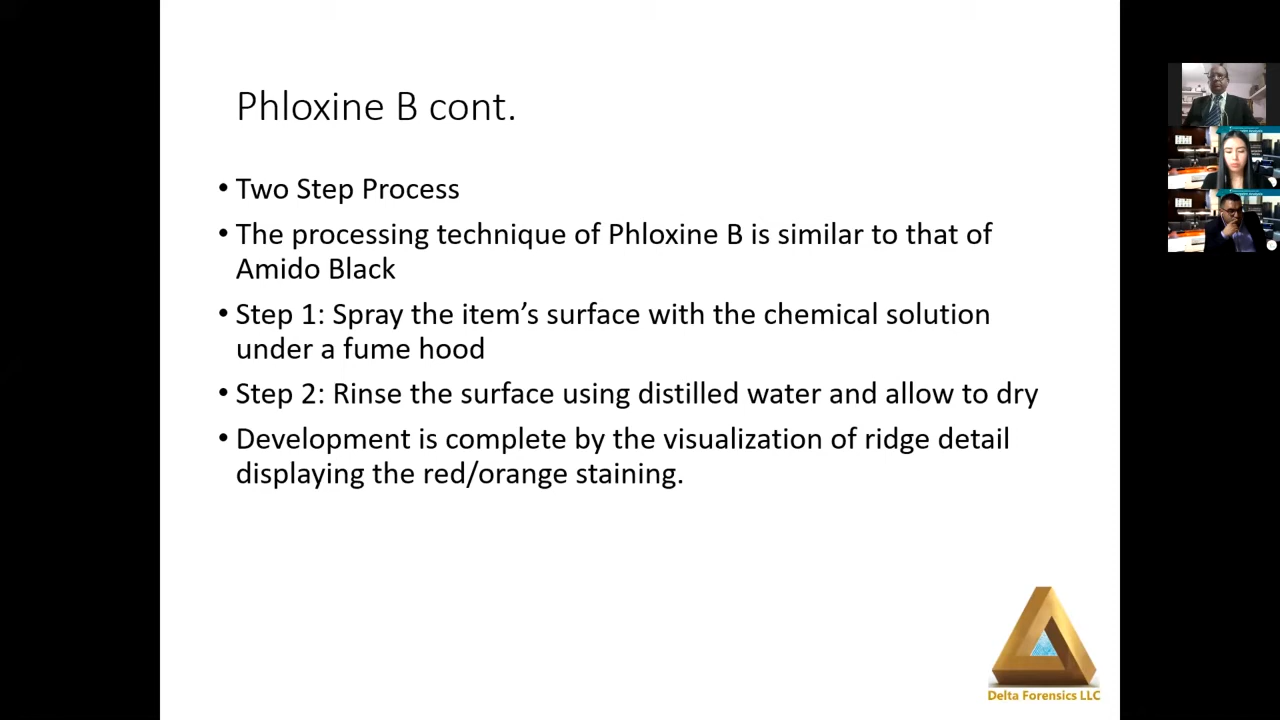 Phloxine B cont.
• Two Step Process
• The processing technique of Phloxine B is similar to that of
Amido Black
• Step 1: Spray the item’s surface with the chemical solution
under a fume hood
• Step 2: Rinse the surface using distilled water and allow to dry
• Development is complete by the visualization of ridge detail
displaying the red/orange staining.
Delta Forensics LLC